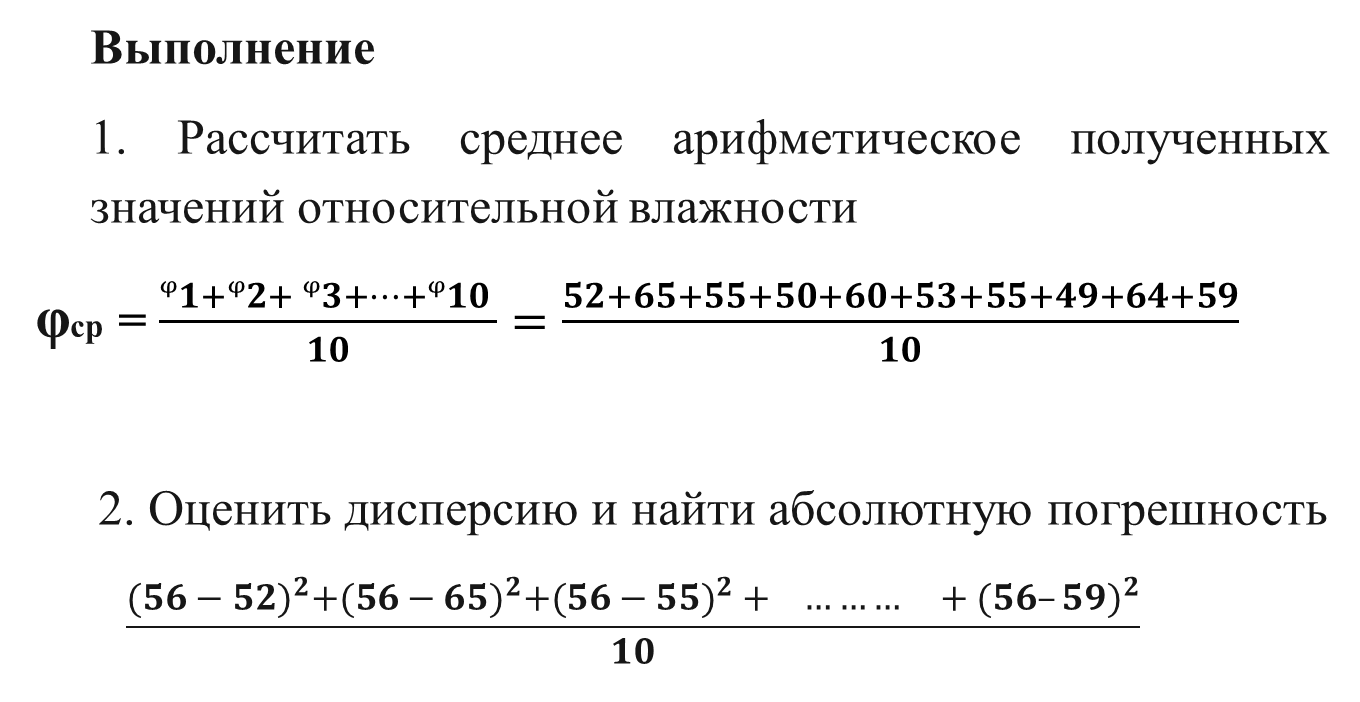 Выполнение
1. Рассчитать среднее арифметическое полученных
значений относительной влажности
φср = (φ1+φ2+ φ3+⋯+φ10)/10 = (52+65+55+50+60+53+55+49+64+59)/10
2. Оценить дисперсию и найти абсолютную погрешность
((56 − 52)²+(56 − 65)²+(56 − 55)² + ... ... ... + (56– 59)²)/10